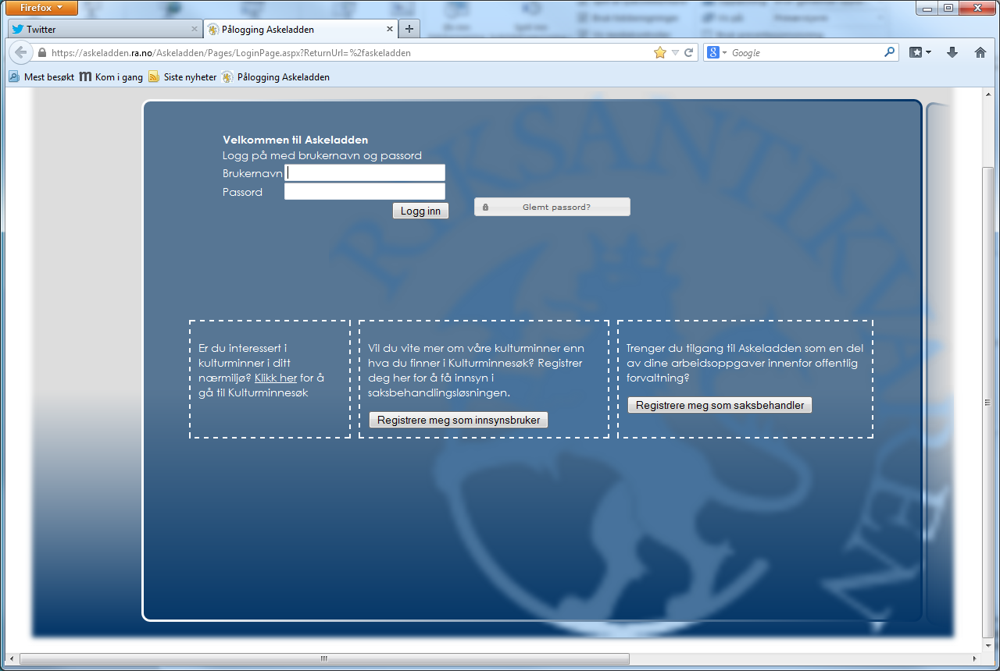 Firefox
Twitter
Pålogging Askeladden
https://askeladden.ra.no/Askeladden/Pages/LoginPage.aspx?ReturnUrl=%2faskeladden
Google
Mest besøkt
Kom i gang
Siste nyheter
Pålogging Askeladden
RIKSANTIKVAREN
Velkommen til Askeladden
Logg på med brukernavn og passord
Brukernavn
Passord
Logg inn
Glemt passord?
Er du interessert i
kulturminner i ditt
nærmiljø? Klikk her for å
gå til Kulturminnesøk
Vil du vite mer om våre kulturminner enn
hva du finner i Kulturminnesøk? Registrer
deg her for å få innsyn i
saksbehandlingsløsningen.
Registrere meg som innsynsbruker
Trenger du tilgang til Askeladden som en del
av dine arbeidsoppgaver innenfor offentlig
forvaltning?
Registrere meg som saksbehandler